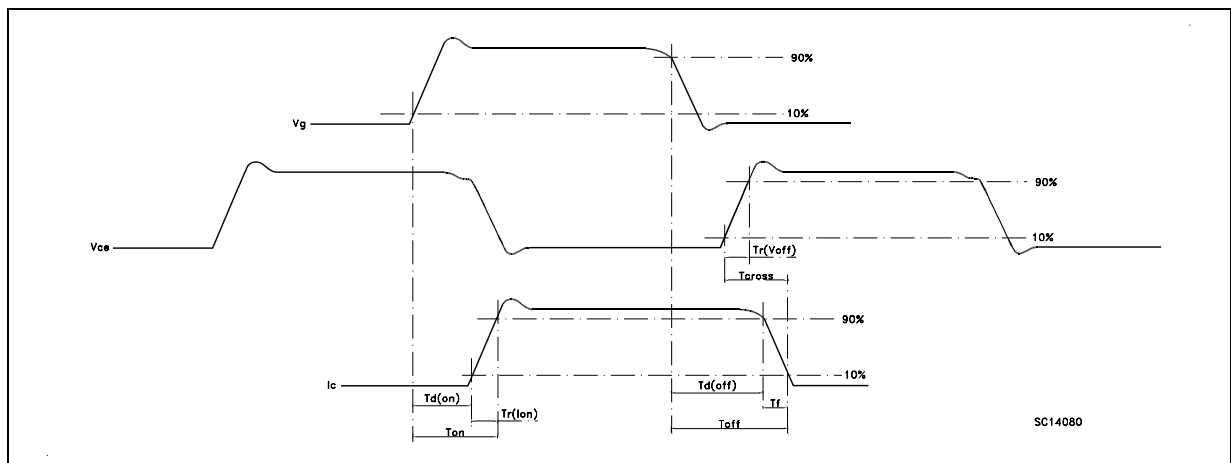 90%
10%
Vg
90%
10%
Vce
Tr(Voff)
Tcross
90%
10%
Ic
Td(on)
Td(off)
Tr(Ion)
Tf
Ton
Toff
SC14080